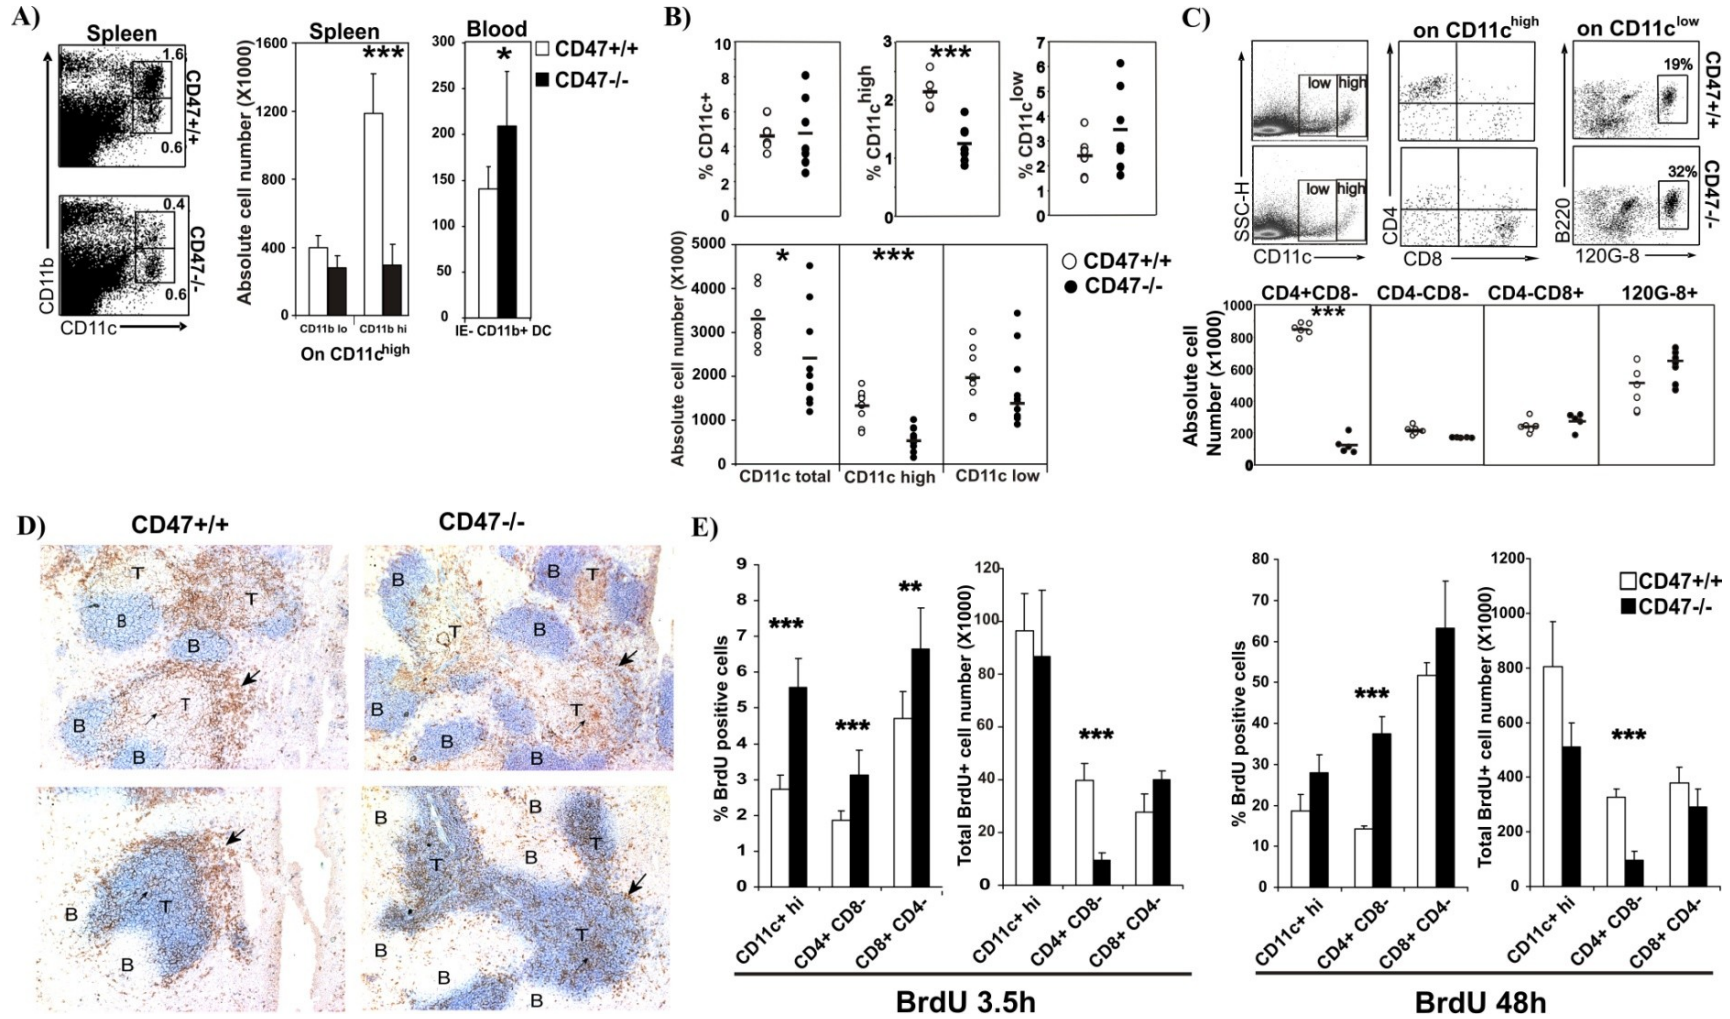 A)
Spleen
1.6
0.6
CD47+/+
0.4
0.6
CD47-/-
CD11b
CD11c
Spleen
Absolute cell number (X1000)
1600
1200
800
400
0
***
CD11b lo
CD11b hi
On CD11c high
Blood
300
250
200
150
100
50
0
*
IE- CD11b+ DC
CD47+/+
CD47-/-
B)
% CD11c+
10
8
6
4
2
0
% CD11c high
3
2
1
0
***
% CD11c low
7
6
5
4
3
2
1
0
Absolute cell number (X1000)
5000
4000
3000
2000
1000
0
*
***
CD11c total
CD11c high
CD11c low
CD47+/+
CD47-/-
C)
on CD11c high
on CD11c low
low
high
19%
CD47+/+
low
high
32%
CD47-/-
SSC-H
CD11c
CD4
CD8
B220
120G-8
CD4+CD8-
CD4-CD8-
CD4-CD8+
120G-8+
Absolute cell
Number (x1000)
1000
800
600
400
200
0
***
D)
CD47+/+
CD47-/-
T
T
B
B
T
B
B
B
B
T
T
B
B
B
T
B
B
B
T
B
B
B
B
T
T
B
B
T
B
B
B
E)
% BrdU positive cells
9
8
7
6
5
4
3
2
1
0
***
***
**
CD11c+ hi
CD4+ CD8-
CD8+ CD4-
Total BrdU+ cell number (X1000)
120
100
80
60
40
20
0
***
CD11c+ hi
CD4+ CD8-
CD8+ CD4-
BrdU 3.5h
% BrdU positive cells
80
70
60
50
40
30
20
10
0
***
CD11c+ hi
CD4+ CD8-
CD8+ CD4-
Total BrdU+ cell number (X1000)
1200
1000
800
600
400
200
0
***
CD11c+ hi
CD4+ CD8-
CD8+ CD4-
CD47+/+
CD47-/-
BrdU 48h